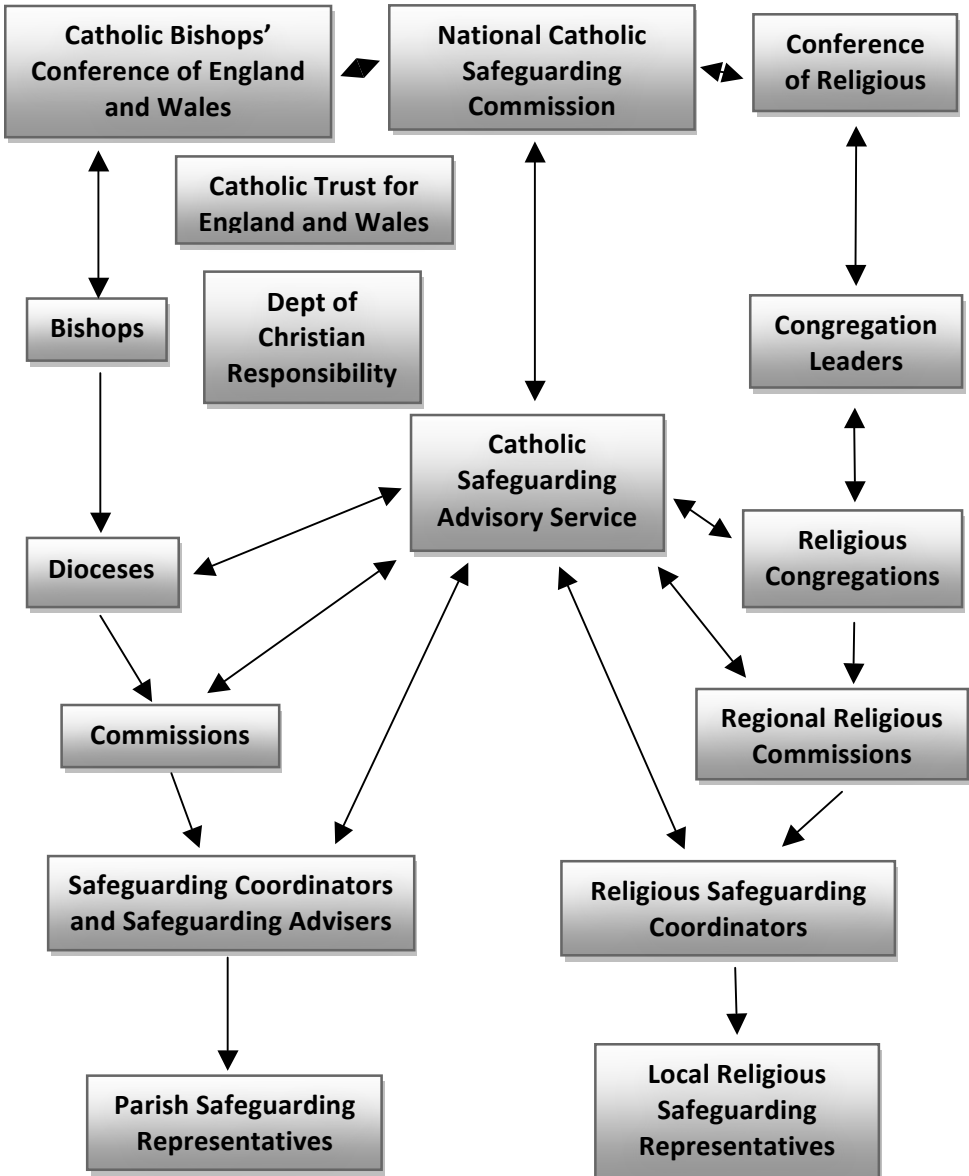 Catholic Bishops’
Conference of England
and Wales
National Catholic
Safeguarding
Commission
Conference
of Religious
Catholic Trust for
England and Wales
Bishops
Dept of
Christian
Responsibility
Congregation
Leaders
Catholic
Safeguarding
Advisory Service
Dioceses
Religious
Congregations
Commissions
Regional Religious
Commissions
Safeguarding Coordinators
and Safeguarding Advisers
Religious Safeguarding
Coordinators
Parish Safeguarding
Representatives
Local Religious
Safeguarding
Representatives